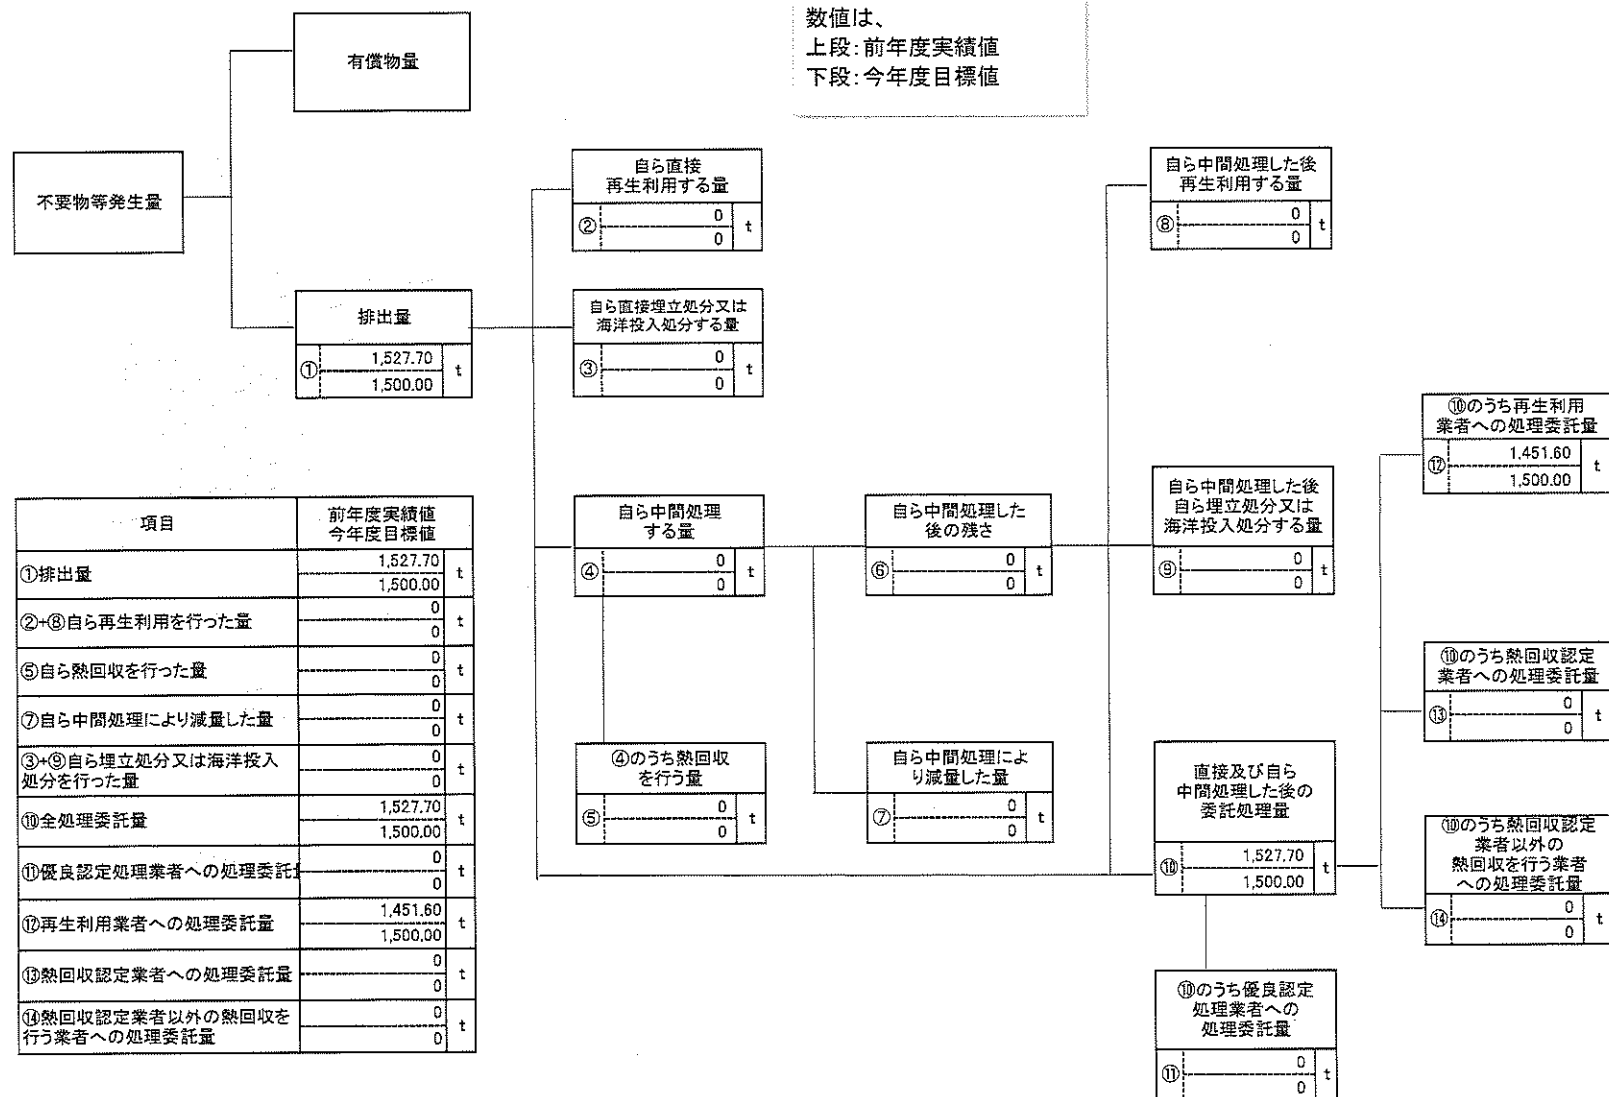 数値は、
上段：前年度実績値
下段：今年度目標値
有償物量
不要物等発生量
排出量
①
1,527.70
1,500.00
t
自ら直接
再生利用する量
②
0
0
t
自ら直接埋立処分又は
海洋投入処分する量
③
0
0
t
自ら中間処理
する量
④
0
0
t
④のうち熱回収
を行う量
⑤
0
0
t
自ら中間処理した
後の残さ
⑥
0
0
t
自ら中間処理によ
り減量した量
⑦
0
0
t
自ら中間処理した後
再生利用する量
⑧
0
0
t
自ら中間処理した後
自ら埋立処分又は
海洋投入処分する量
⑨
0
0
t
直接及び自ら
中間処理した後の
委託処理量
⑩
1,527.70
1,500.00
t
⑩のうち優良認定
処理業者への
処理委託量
⑪
0
0
t
⑩のうち再生利用
業者への処理委託量
⑫
1,451.60
1,500.00
t
⑩のうち熱回収認定
業者への処理委託量
⑬
0
0
t
⑩のうち熱回収認定
業者以外の
熱回収を行う業者
への処理委託量
⑭
0
0
t
項目
前年度実績値
今年度目標値
①排出量
1,527.70
1,500.00
t
②+⑧自ら再生利用を行った量
0
0
t
⑤自ら熱回収を行った量
0
0
t
⑦自ら中間処理により減量した量
0
0
t
③+⑨自ら埋立処分又は海洋投入
処分を行った量
0
0
t
⑩全処理委託量
1,527.70
1,500.00
t
⑪優良認定処理業者への処理委託
0
0
t
⑫再生利用業者への処理委託量
1,451.60
1,500.00
t
⑬熱回収認定業者への処理委託量
0
0
t
⑭熱回収認定業者以外の熱回収を
行う業者への処理委託量
0
0
t